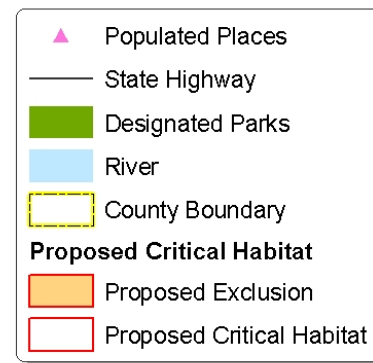 Populated Places
State Highway
Designated Parks
River
County Boundary
Proposed Critical Habitat
Proposed Exclusion
Proposed Critical Habitat